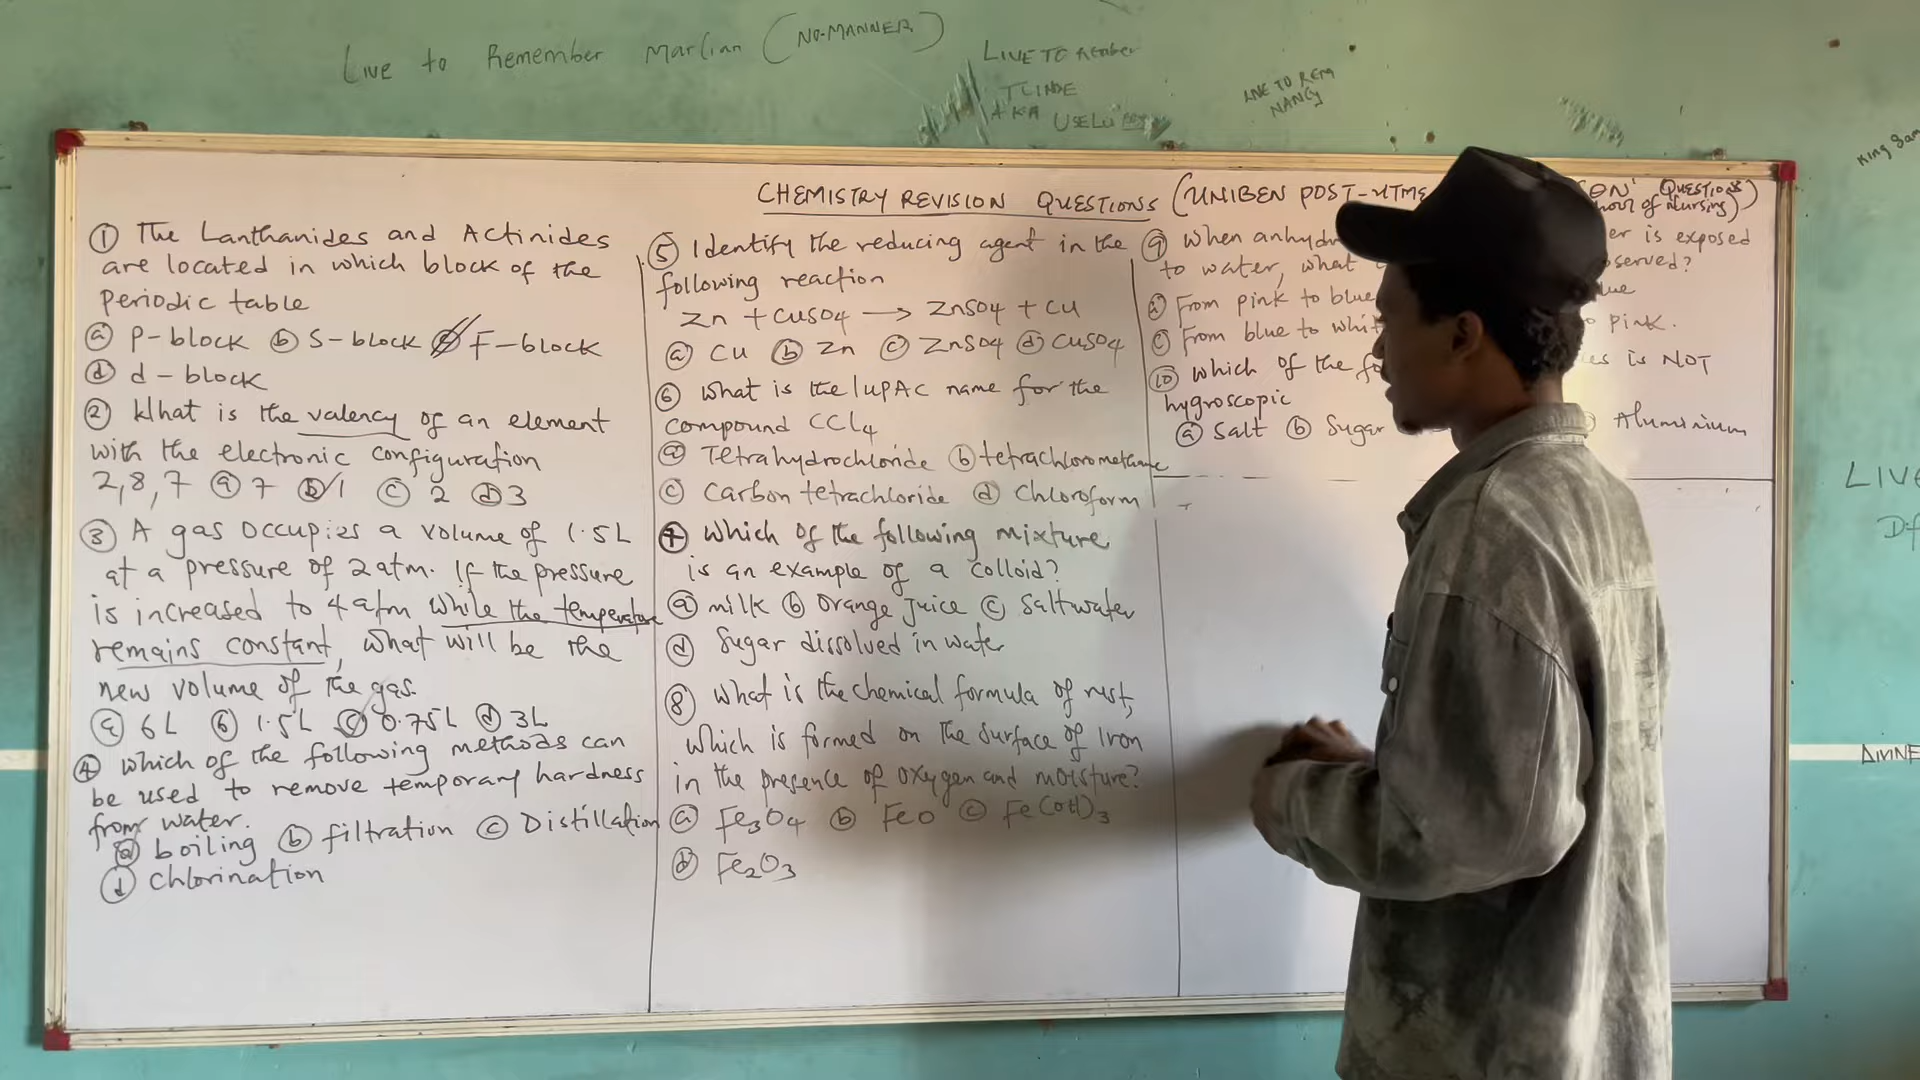 Live to Remember Marlian (NO-MANNER)
LIVE TO
AKA USELU
LIVE TO REM
NANCY
King Sam
CHEMISTRY REVISION QUESTIONS (UNIBEN POST-UTME QUESTIONS)
of Nursing)
① The Lanthanides and Actinides
are located in which block of the
periodic table
ⓐ P-block ⓑ S-block ⓒ F-block
ⓓ d-block
② What is the valency of an element
with the electronic configuration
2,8,7 ⓐ 7 ⓑ 1 ⓒ 2 ⓓ 3
③ A gas occupies a volume of 1.5L
at a pressure of 2atm. If the pressure
is increased to 4atm while the temperature
remains constant, what will be the
new volume of the gas.
ⓐ 6L ⓑ 1.5L ⓒ 0.75L ⓓ 3L
④ which of the following methods can
be used to remove temporary hardness
from water.
ⓐ boiling ⓑ filtration ⓒ Distillation
ⓓ Chlorination
⑤ Identify the reducing agent in the
following reaction
Zn + CuSO4 → ZnSO4 + Cu
ⓐ Cu ⓑ Zn ⓒ ZnSO4 ⓓ CuSO4
⑥ What is the IUPAC name for the
compound CCl4
ⓐ Tetrahydrochloride ⓑ tetrachloromethane
ⓒ Carbon tetrachloride ⓓ Chloroform
⑦ Which of the following mixture
is an example of a colloid?
ⓐ milk ⓑ Orange Juice ⓒ Saltwater
ⓓ Sugar dissolved in water
⑧ What is the chemical formula of rust,
which is formed on the surface of Iron
in the presence of oxygen and moisture?
ⓐ Fe3O4 ⓑ FeO ⓒ Fe(OH)3
ⓓ Fe2O3
⑨ When is exposed
to water, what
ⓐ From pink to blue
ⓒ From blue to pink.
⑩ Which of the is NOT
hygroscopic
ⓐ Salt ⓑ Sugar Aluminium
LIVE
DIVINE